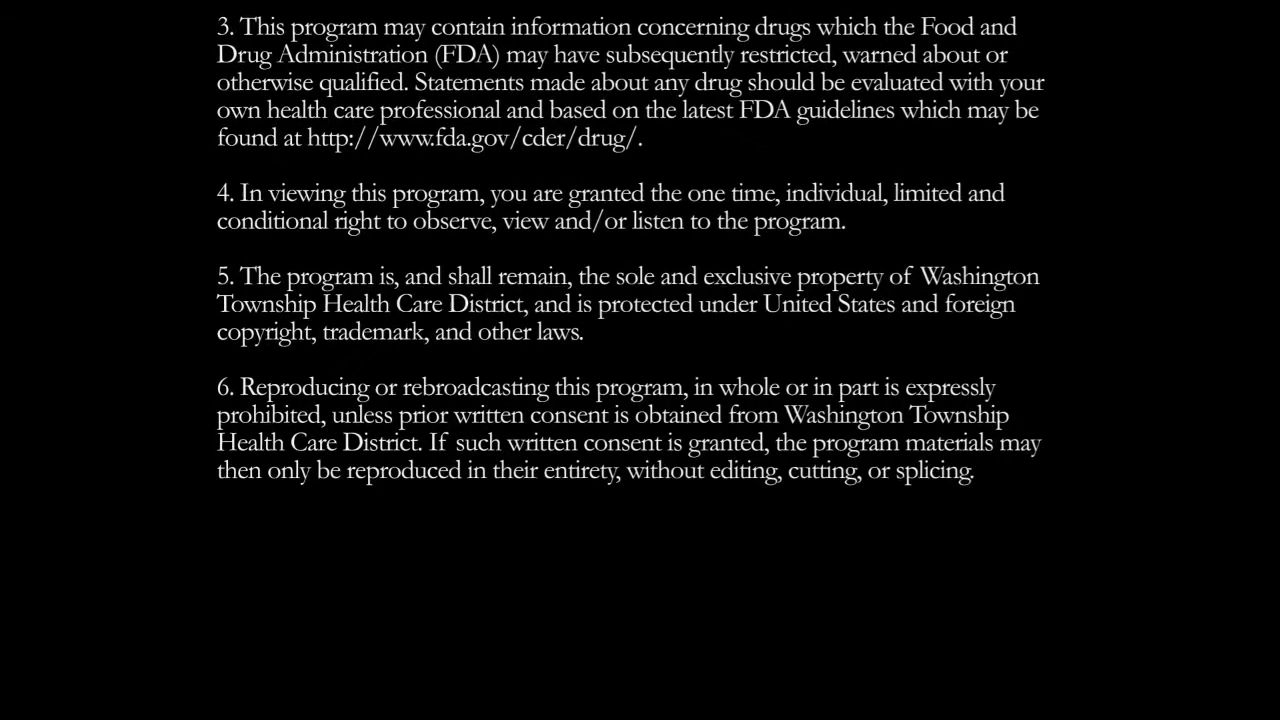 3. This program may contain information concerning drugs which the Food and
Drug Administration (FDA) may have subsequently restricted, warned about or
otherwise qualified. Statements made about any drug should be evaluated with your
own health care professional and based on the latest FDA guidelines which may be
found at http://www.fda.gov/cder/drug/.
4. In viewing this program, you are granted the one time, individual, limited and
conditional right to observe, view and/or listen to the program.
5. The program is, and shall remain, the sole and exclusive property of Washington
Township Health Care District, and is protected under United States and foreign
copyright, trademark, and other laws.
6. Reproducing or rebroadcasting this program, in whole or in part is expressly
prohibited, unless prior written consent is obtained from Washington Township
Health Care District. If such written consent is granted, the program materials may
then only be reproduced in their entirety, without editing, cutting, or splicing.